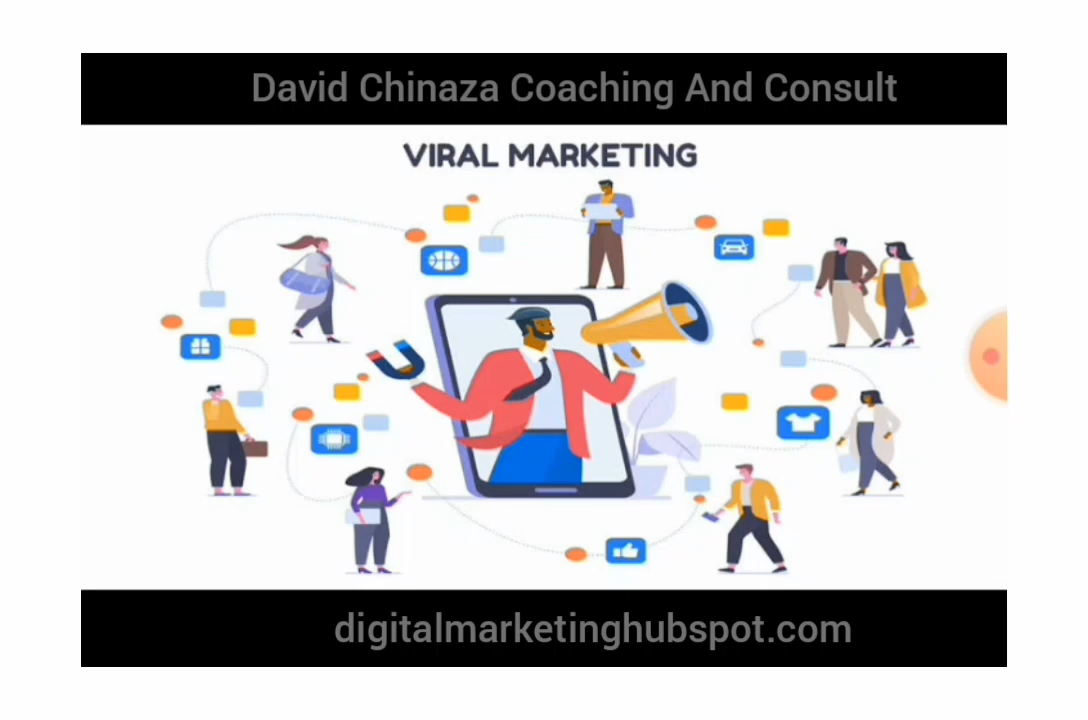 David Chinaza Coaching And Consult
VIRAL MARKETING
digitalmarketinghubspot.com